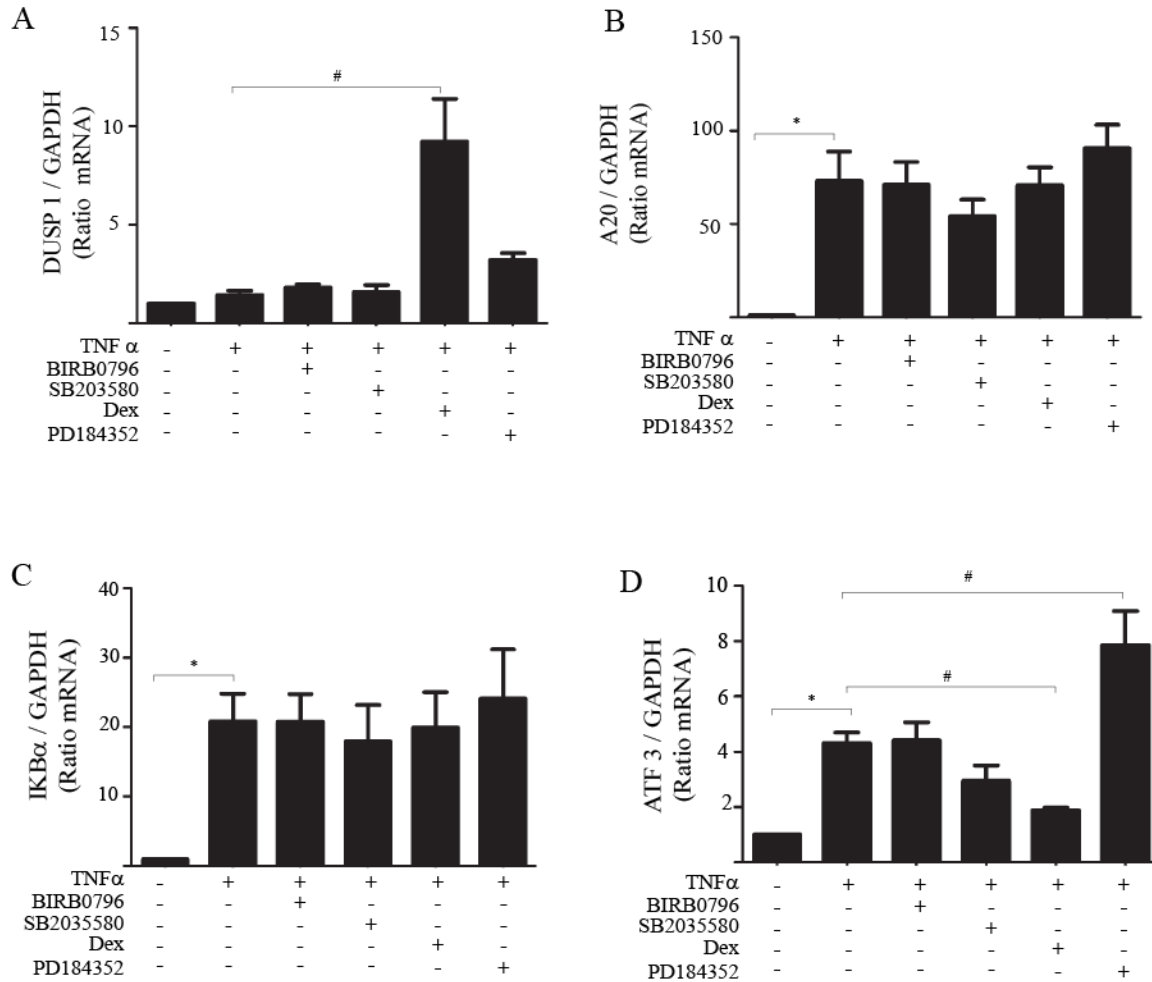 A
DUSP 1 / GAPDH
(Ratio mRNA)
15
10
5
#
TNF α - + + + + +
BIRB0796 - - + - - -
SB203580 - - - + - -
Dex - - - - + -
PD184352 - - - - - +
B
A20 / GAPDH
(Ratio mRNA)
150
100
50
*
TNF α - + + + + +
BIRB0796 - - + - - -
SB203580 - - - + - -
Dex - - - - + -
PD184352 - - - - - +
C
IKBα / GAPDH
(Ratio mRNA)
40
30
20
10
*
TNFα - + + + + +
BIRB0796 - - + - - -
SB2035580 - - - + - -
Dex - - - - + -
PD184352 - - - - - +
D
ATF 3 / GAPDH
(Ratio mRNA)
10
8
6
4
2
#
#
*
TNFα - + + + + +
BIRB0796 - - + - - -
SB2035580 - - - + - -
Dex - - - - + -
PD184352 - - - - - +